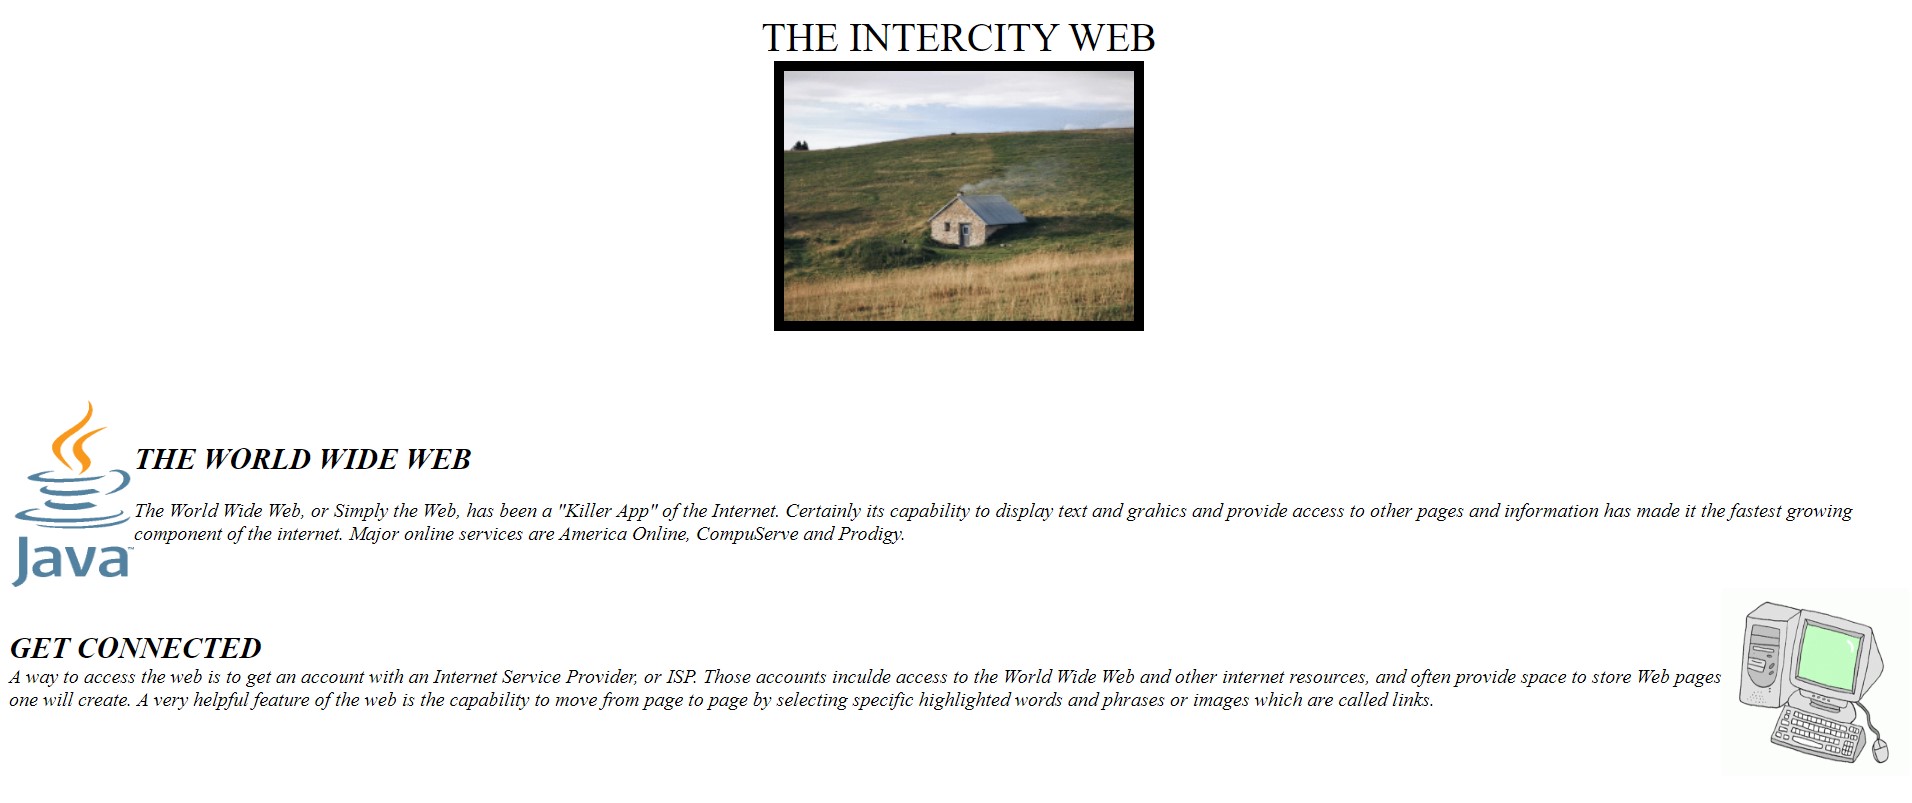 THE INTERCITY WEB
THE WORLD WIDE WEB
The World Wide Web, or Simply the Web, has been a "Killer App" of the Internet. Certainly its capability to display text and grahics and provide access to other pages and information has made it the fastest growing
component of the internet. Major online services are America Online, CompuServe and Prodigy.
Java™
GET CONNECTED
A way to access the web is to get an account with an Internet Service Provider, or ISP. Those accounts inculde access to the World Wide Web and other internet resources, and often provide space to store Web pages
one will create. A very helpful feature of the web is the capability to move from page to page by selecting specific highlighted words and phrases or images which are called links.